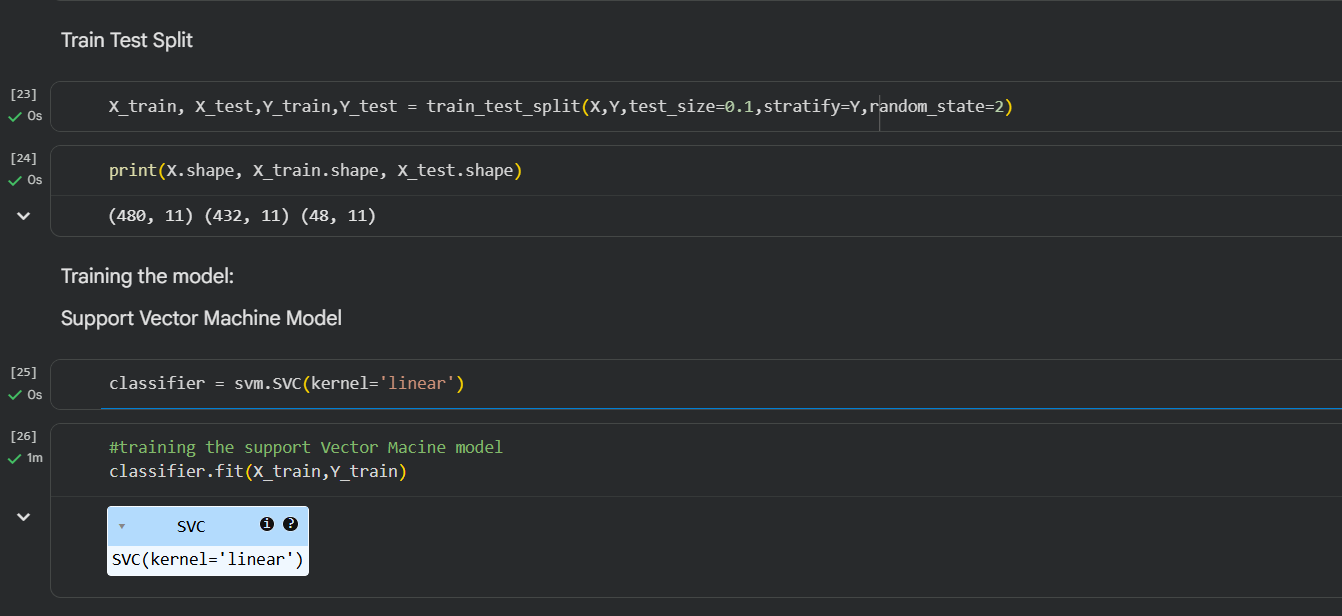 Train Test Split
[23]
0s
X_train, X_test,Y_train,Y_test = train_test_split(X,Y,test_size=0.1,stratify=Y,random_state=2)
[24]
0s
print(X.shape, X_train.shape, X_test.shape)
(480, 11) (432, 11) (48, 11)
Training the model:
Support Vector Machine Model
[25]
0s
classifier = svm.SVC(kernel='linear')
[26]
1m
#training the support Vector Macine model
classifier.fit(X_train,Y_train)
SVC i ?
SVC(kernel='linear')